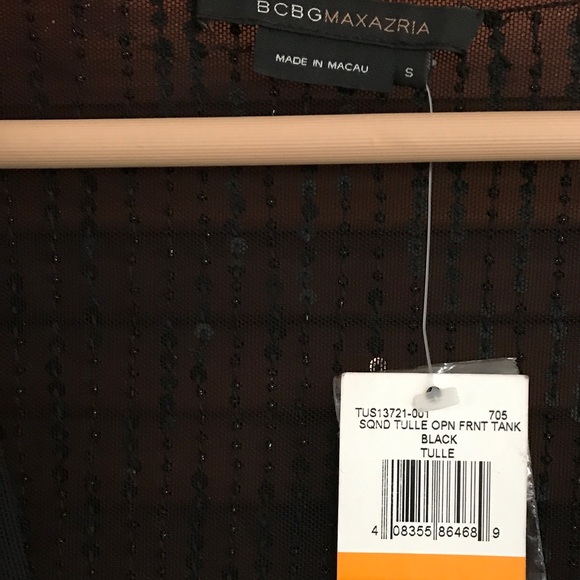 BCBGMAXAZRIA
MADE IN MACAU S
TUS13721-001 705
SQND TULLE OPN FRNT TANK
BLACK
TULLE
4 08355 86468 9